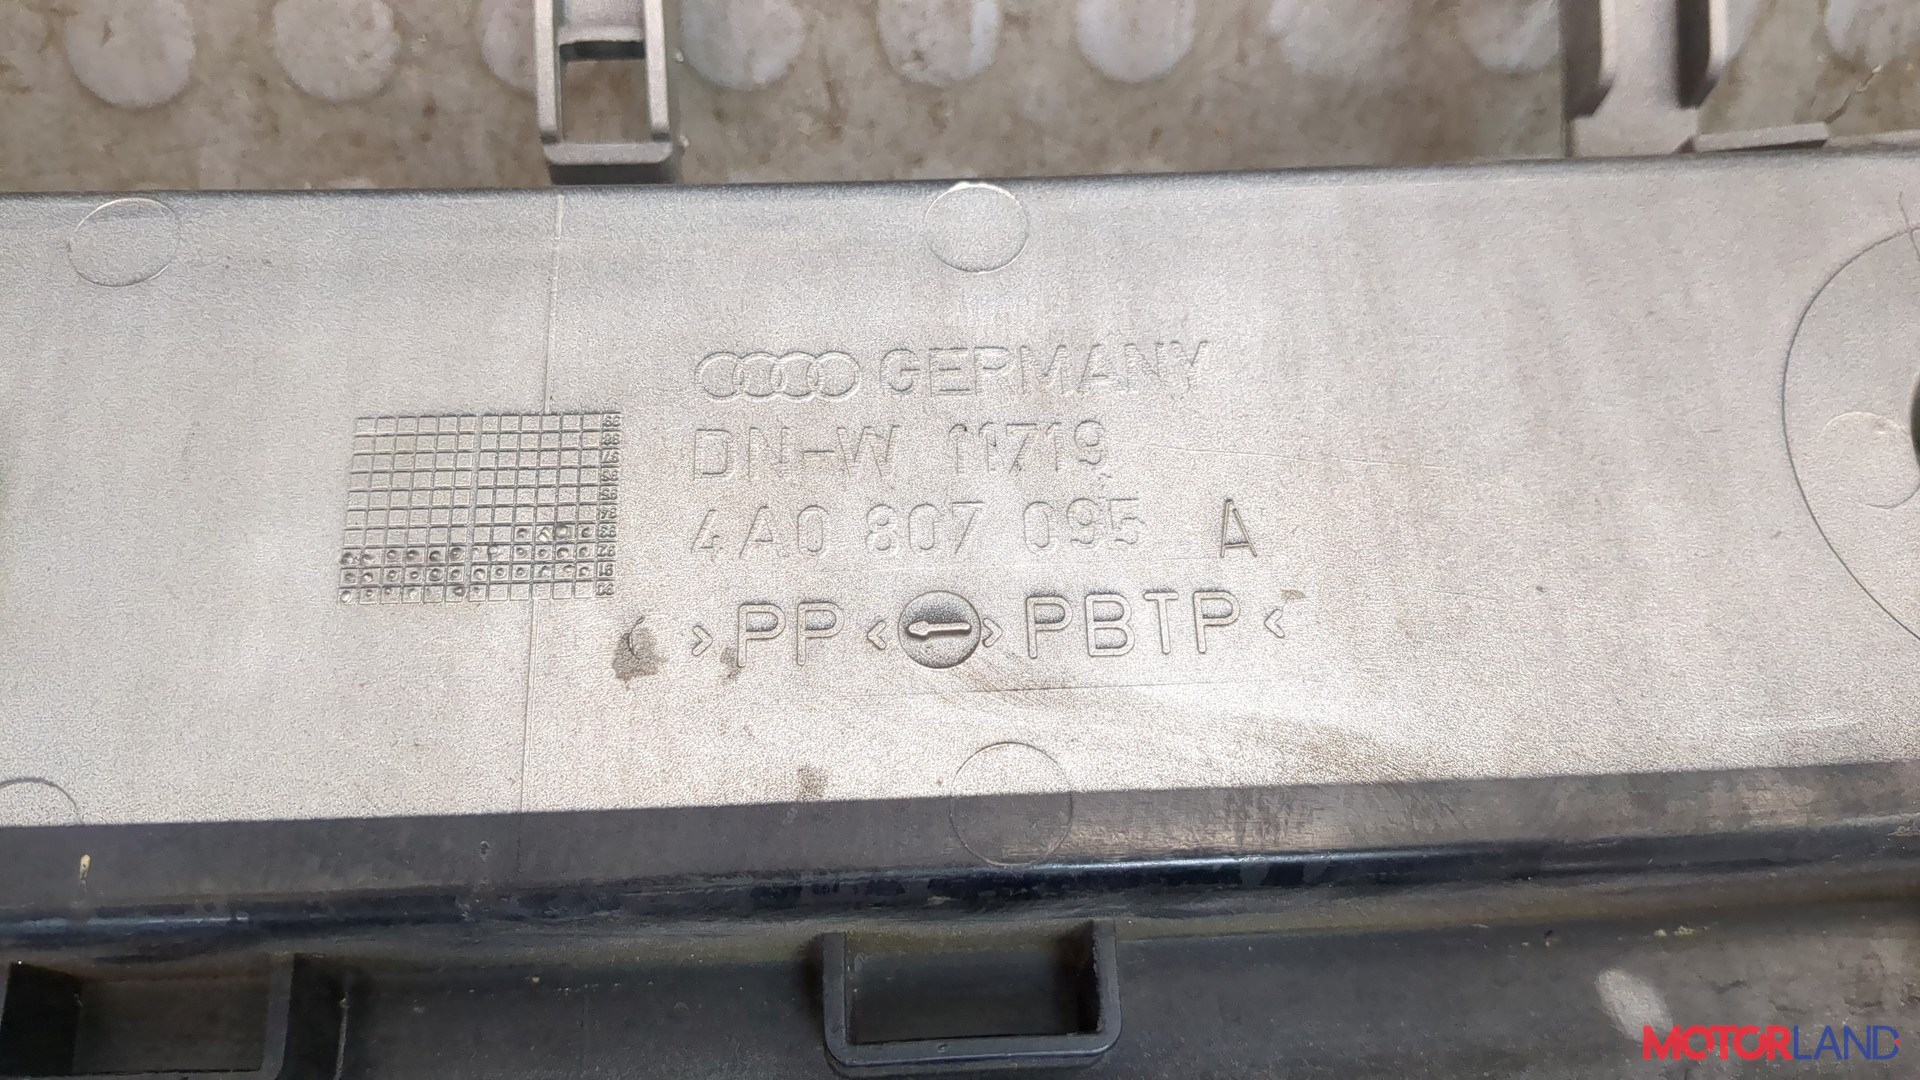 GERMANY
DN-W 11719
4A0 807 095 A
>PP< >PBTP<
MOTORLAND